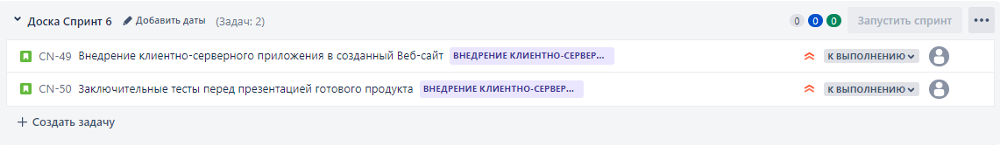 Доска Спринт 6 Добавить даты (Задач: 2) 0 0 0 Запустить спринт
CN-49 Внедрение клиентно-серверного приложения в созданный Веб-сайт ВНЕДРЕНИЕ КЛИЕНТНО-СЕРВЕР... К ВЫПОЛНЕНИЮ
CN-50 Заключительные тесты перед презентацией готового продукта ВНЕДРЕНИЕ КЛИЕНТНО-СЕРВЕР... К ВЫПОЛНЕНИЮ
+ Создать задачу